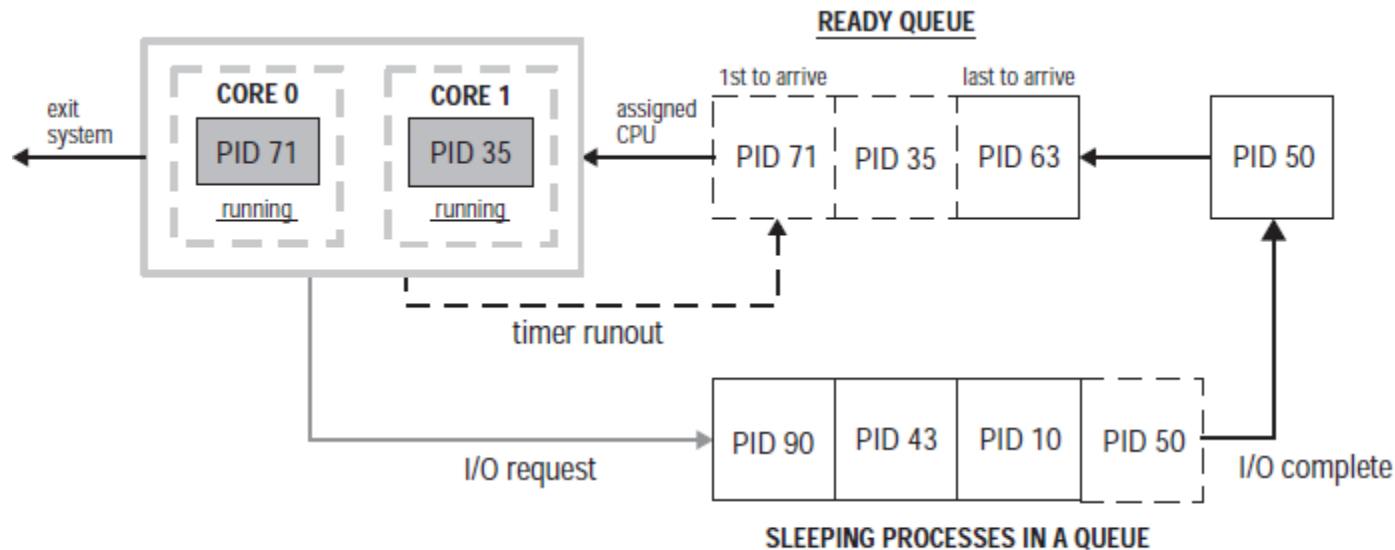 READY QUEUE
1st to arrive
last to arrive
CORE 0
CORE 1
exit
system
assigned
CPU
PID 71
PID 35
PID 71
PID 35
PID 63
PID 50
running
running
timer runout
PID 90
PID 43
PID 10
PID 50
I/O request
I/O complete
SLEEPING PROCESSES IN A QUEUE